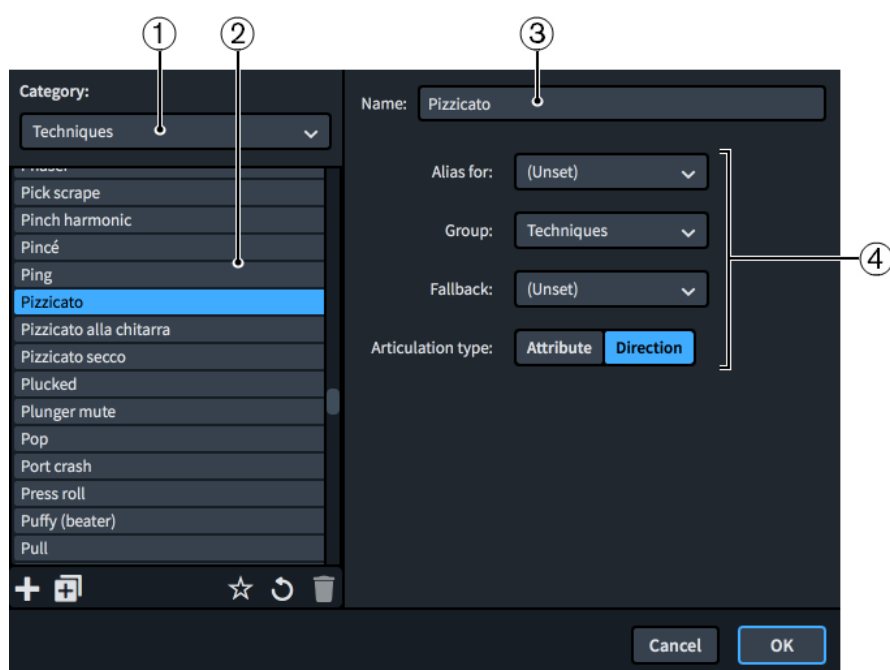 1 2 3
Category:
Techniques
Name: Pizzicato
Pick scrape
Pinch harmonic
Pincé
Ping
Pizzicato
Pizzicato alla chitarra
Pizzicato secco
Plucked
Plunger mute
Pop
Port crash
Press roll
Puffy (beater)
Pull
Alias for: (Unset)
Group: Techniques
Fallback: (Unset)
Articulation type: Attribute Direction
4
Cancel OK